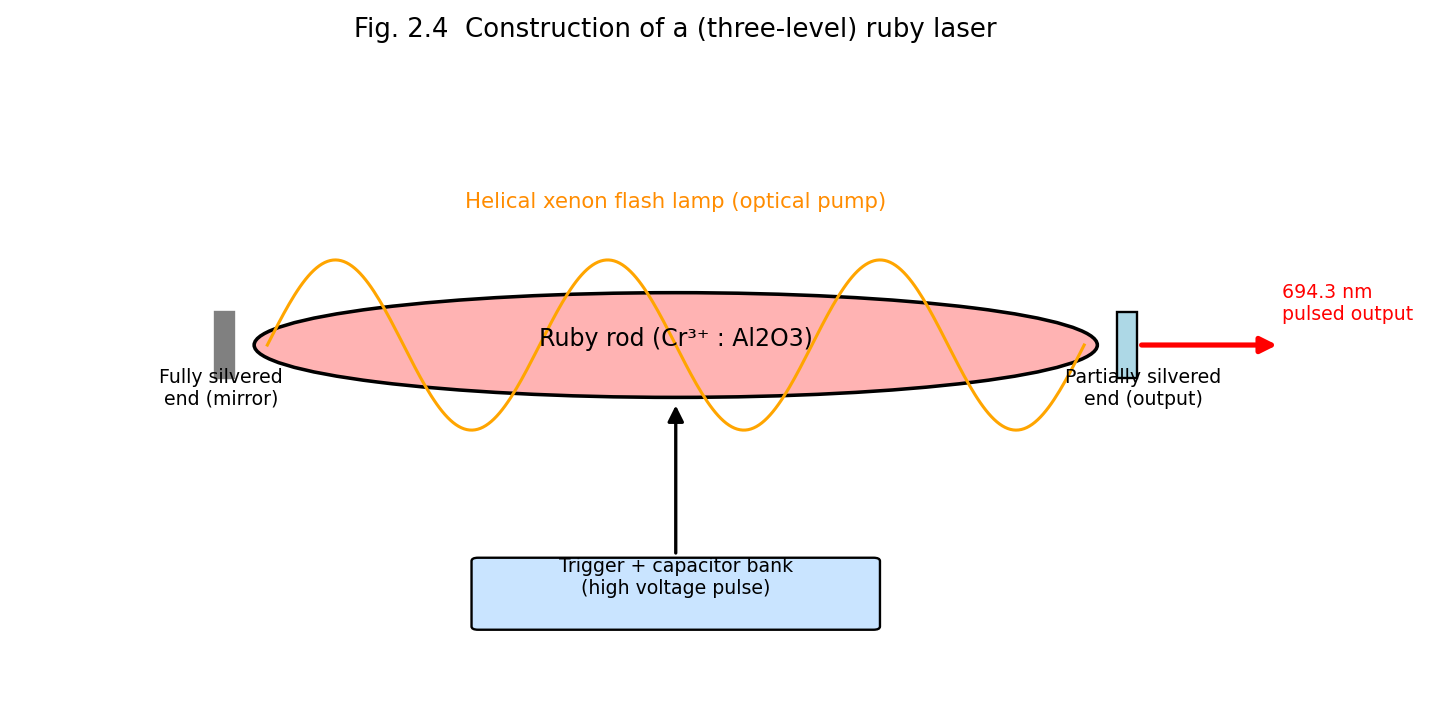 Fig. 2.4  Construction of a (three-level) ruby laser
Helical xenon flash lamp (optical pump)
694.3 nm
pulsed output
Ruby rod (Cr³⁺ : Al2O3)
Fully silvered
end (mirror)
Partially silvered
end (output)
Trigger + capacitor bank
(high voltage pulse)